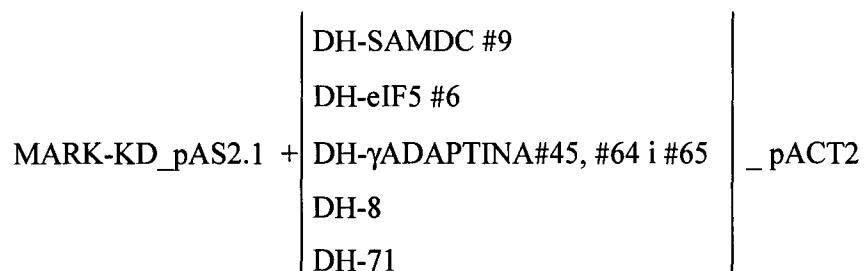 DH-SAMDC #9
DH-eIF5 #6
MARK-KD_pAS2.1 + DH-γADAPTINA#45, #64 i #65 _ pACT2
DH-8
DH-71